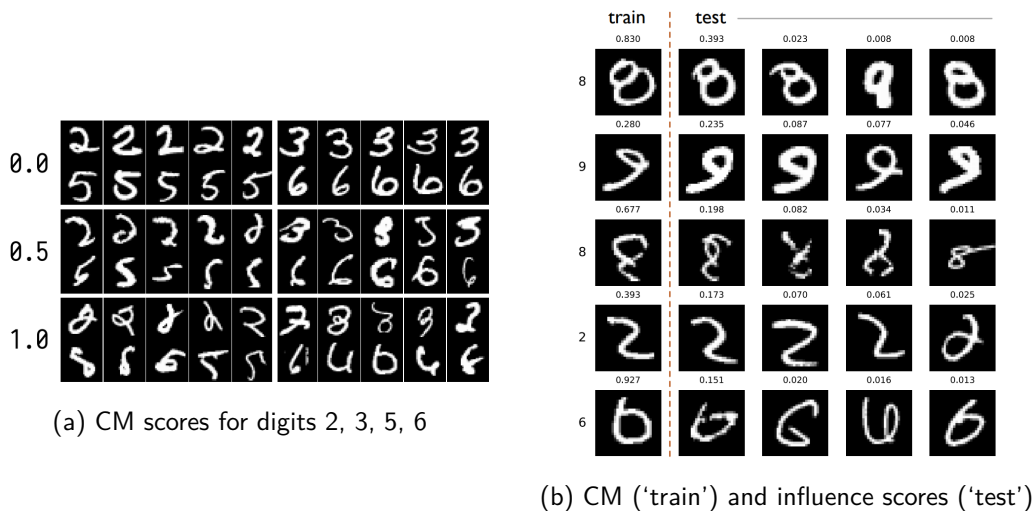 0.0
0.5
1.0
(a) CM scores for digits 2, 3, 5, 6
train test
0.830 0.393 0.023 0.008 0.008
8
0.280 0.235 0.087 0.077 0.046
9
0.677 0.198 0.082 0.034 0.011
8
0.393 0.173 0.070 0.061 0.025
2
0.927 0.151 0.020 0.016 0.013
6
(b) CM (‘train’) and influence scores (‘test’)